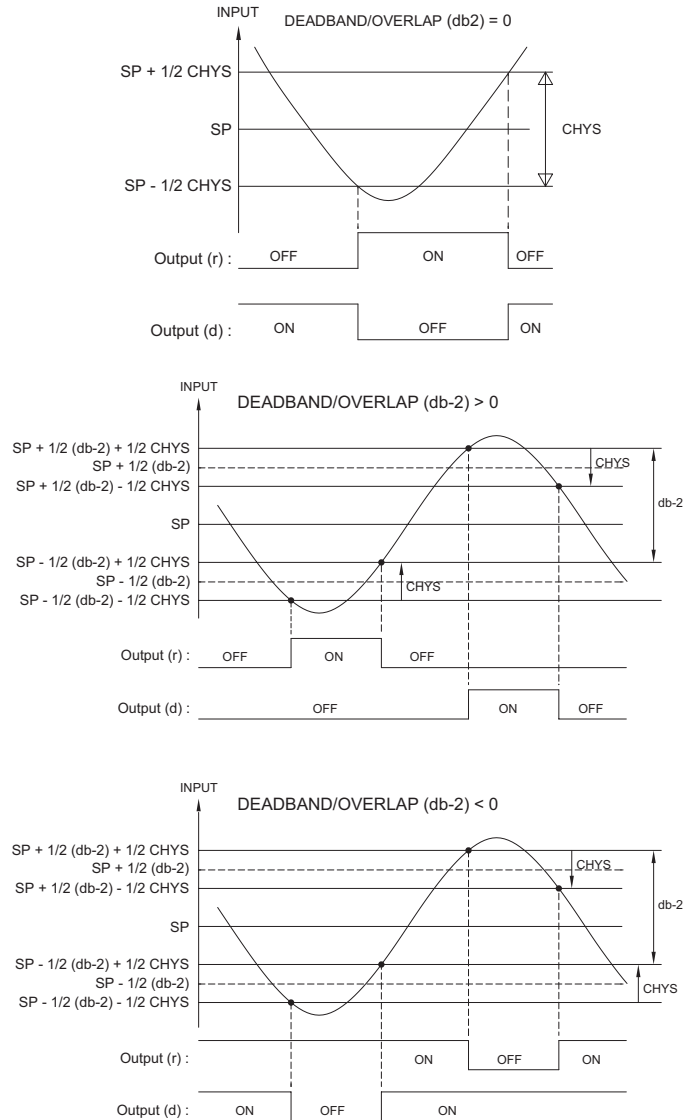 INPUT
DEADBAND/OVERLAP (db2) = 0
SP + 1/2 CHYS
CHYS
SP
SP - 1/2 CHYS
Output (r) :
OFF
ON
OFF
Output (d) :
ON
OFF
ON
INPUT
DEADBAND/OVERLAP (db-2) > 0
SP + 1/2 (db-2) + 1/2 CHYS
SP + 1/2 (db-2)
CHYS
SP + 1/2 (db-2) - 1/2 CHYS
db-2
SP
SP - 1/2 (db-2) + 1/2 CHYS
SP - 1/2 (db-2)
CHYS
SP - 1/2 (db-2) - 1/2 CHYS
Output (r) :
OFF
ON
OFF
Output (d) :
OFF
ON
OFF
INPUT
DEADBAND/OVERLAP (db-2) < 0
SP + 1/2 (db-2) + 1/2 CHYS
SP + 1/2 (db-2)
CHYS
SP + 1/2 (db-2) - 1/2 CHYS
db-2
SP
SP - 1/2 (db-2) + 1/2 CHYS
SP - 1/2 (db-2)
CHYS
SP - 1/2 (db-2) - 1/2 CHYS
Output (r) :
ON
OFF
ON
Output (d) :
ON
OFF
ON